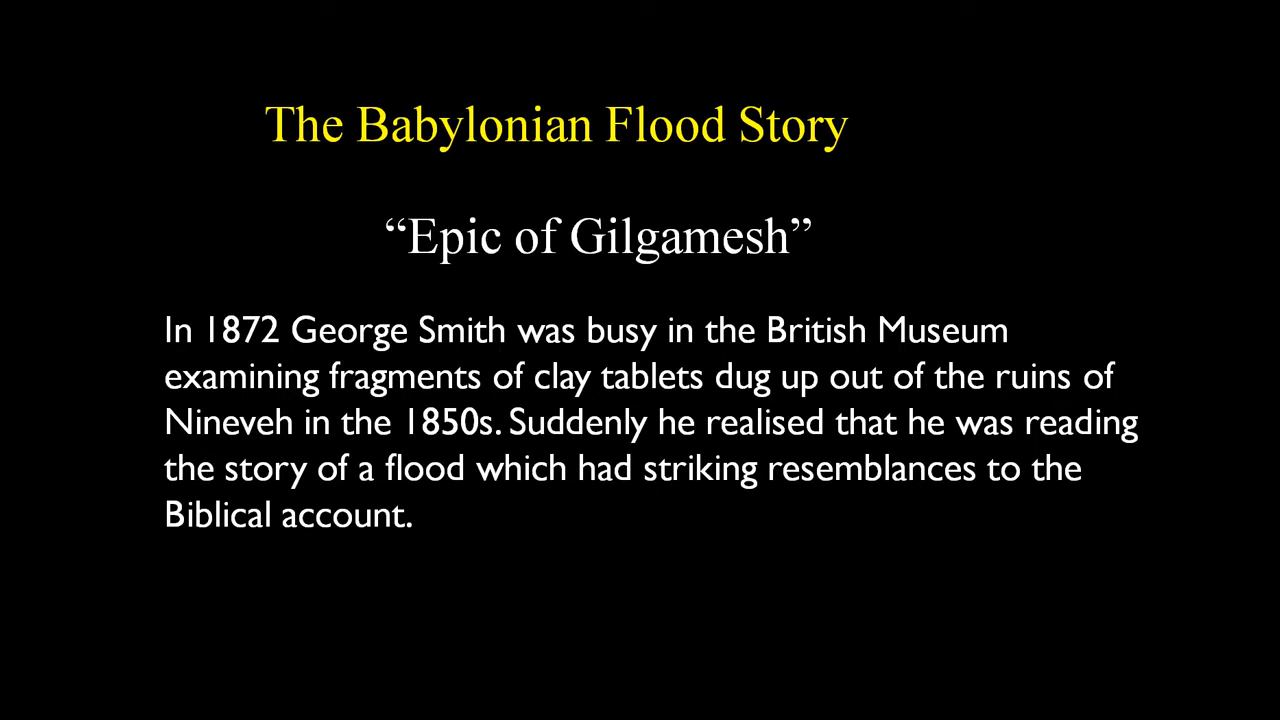 The Babylonian Flood Story
“Epic of Gilgamesh”
In 1872 George Smith was busy in the British Museum
examining fragments of clay tablets dug up out of the ruins of
Nineveh in the 1850s. Suddenly he realised that he was reading
the story of a flood which had striking resemblances to the
Biblical account.